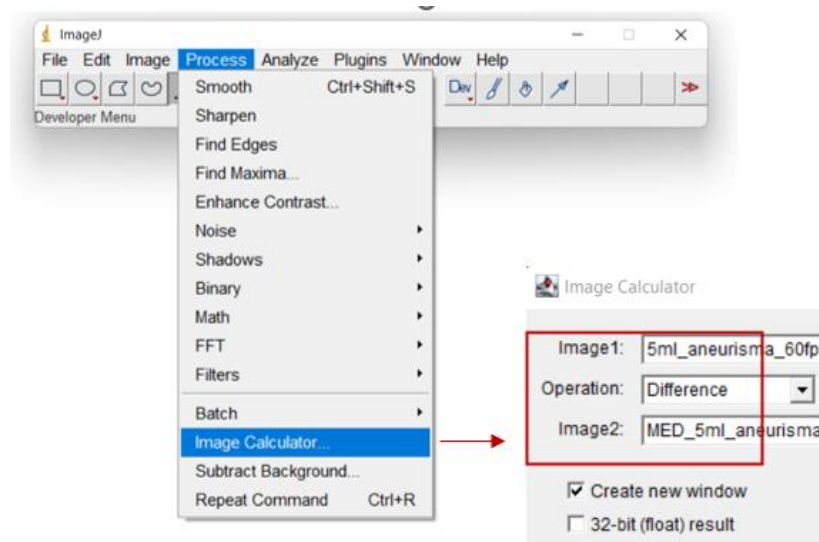 ImageJ
File Edit Image Process Analyze Plugins Window Help
Dev
Developer Menu
Smooth Ctrl+Shift+S
Sharpen
Find Edges
Find Maxima...
Enhance Contrast...
Noise
Shadows
Binary
Math
FFT
Filters
Batch
Image Calculator...
Subtract Background...
Repeat Command Ctrl+R
Image Calculator
Image1: 5ml_aneurisma_60fp
Operation: Difference
Image2: MED_5ml_aneurisma
Create new window
32-bit (float) result